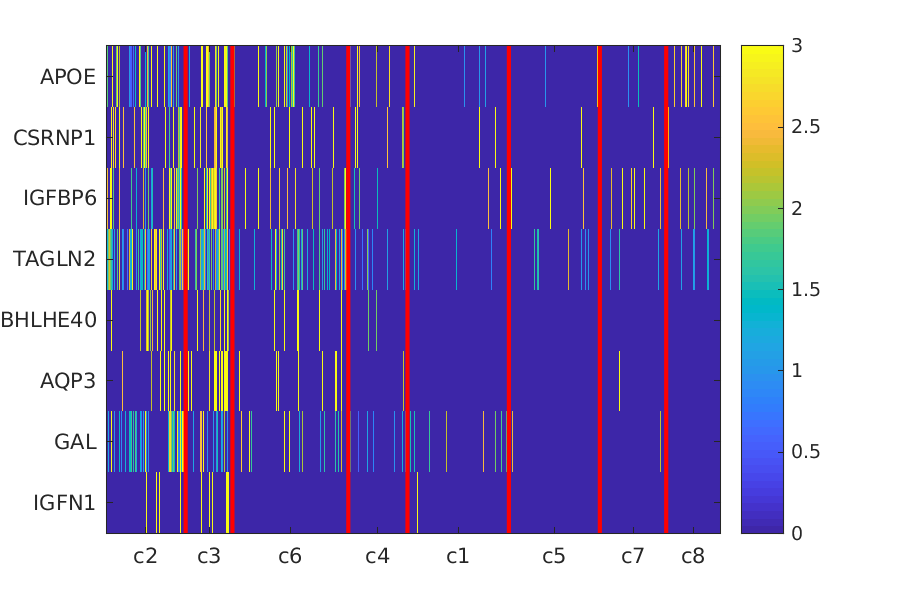 APOE
CSRNP1
IGFBP6
TAGLN2
BHLHE40
AQP3
GAL
IGFN1
c2 c3 c6 c4 c1 c5 c7 c8
3
2.5
2
1.5
1
0.5
0